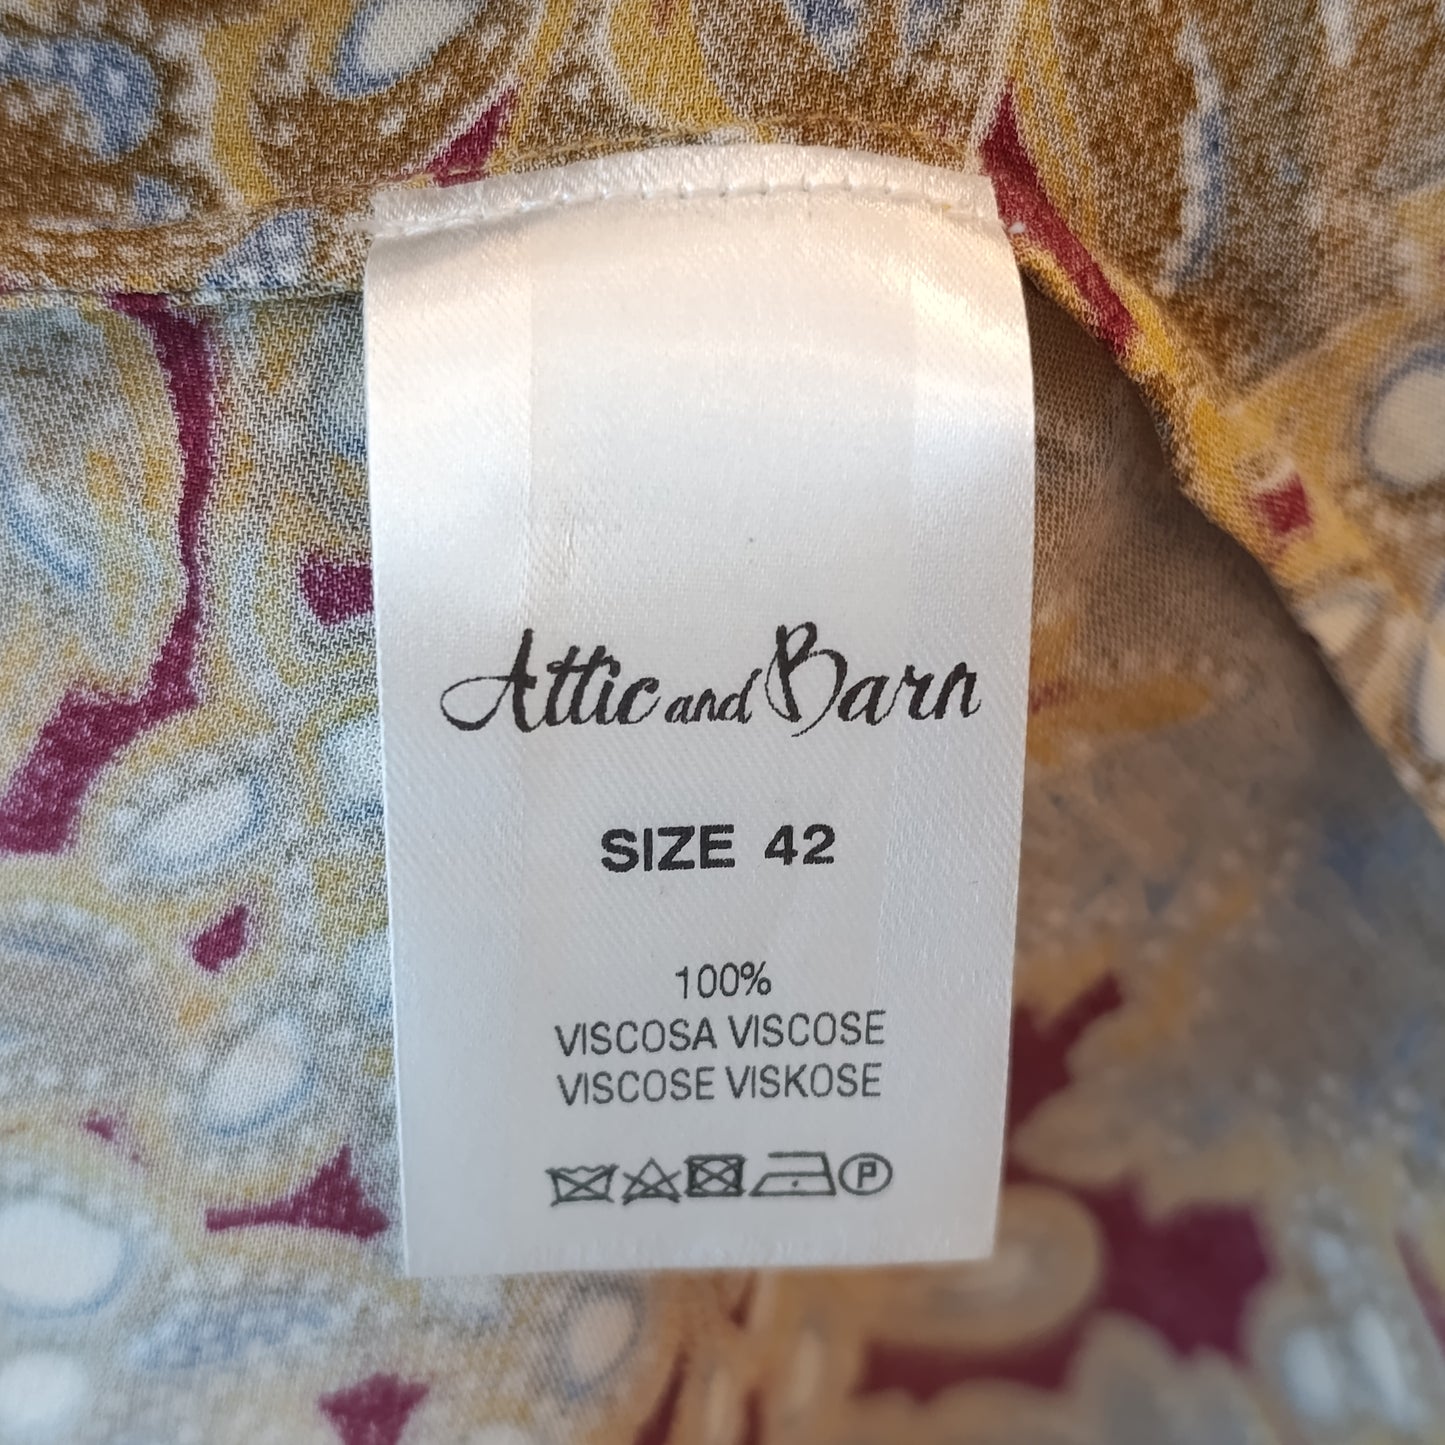 Attic and Barn
SIZE 42
100%
VISCOSA VISCOSE
VISCOSE VISKOSE
P